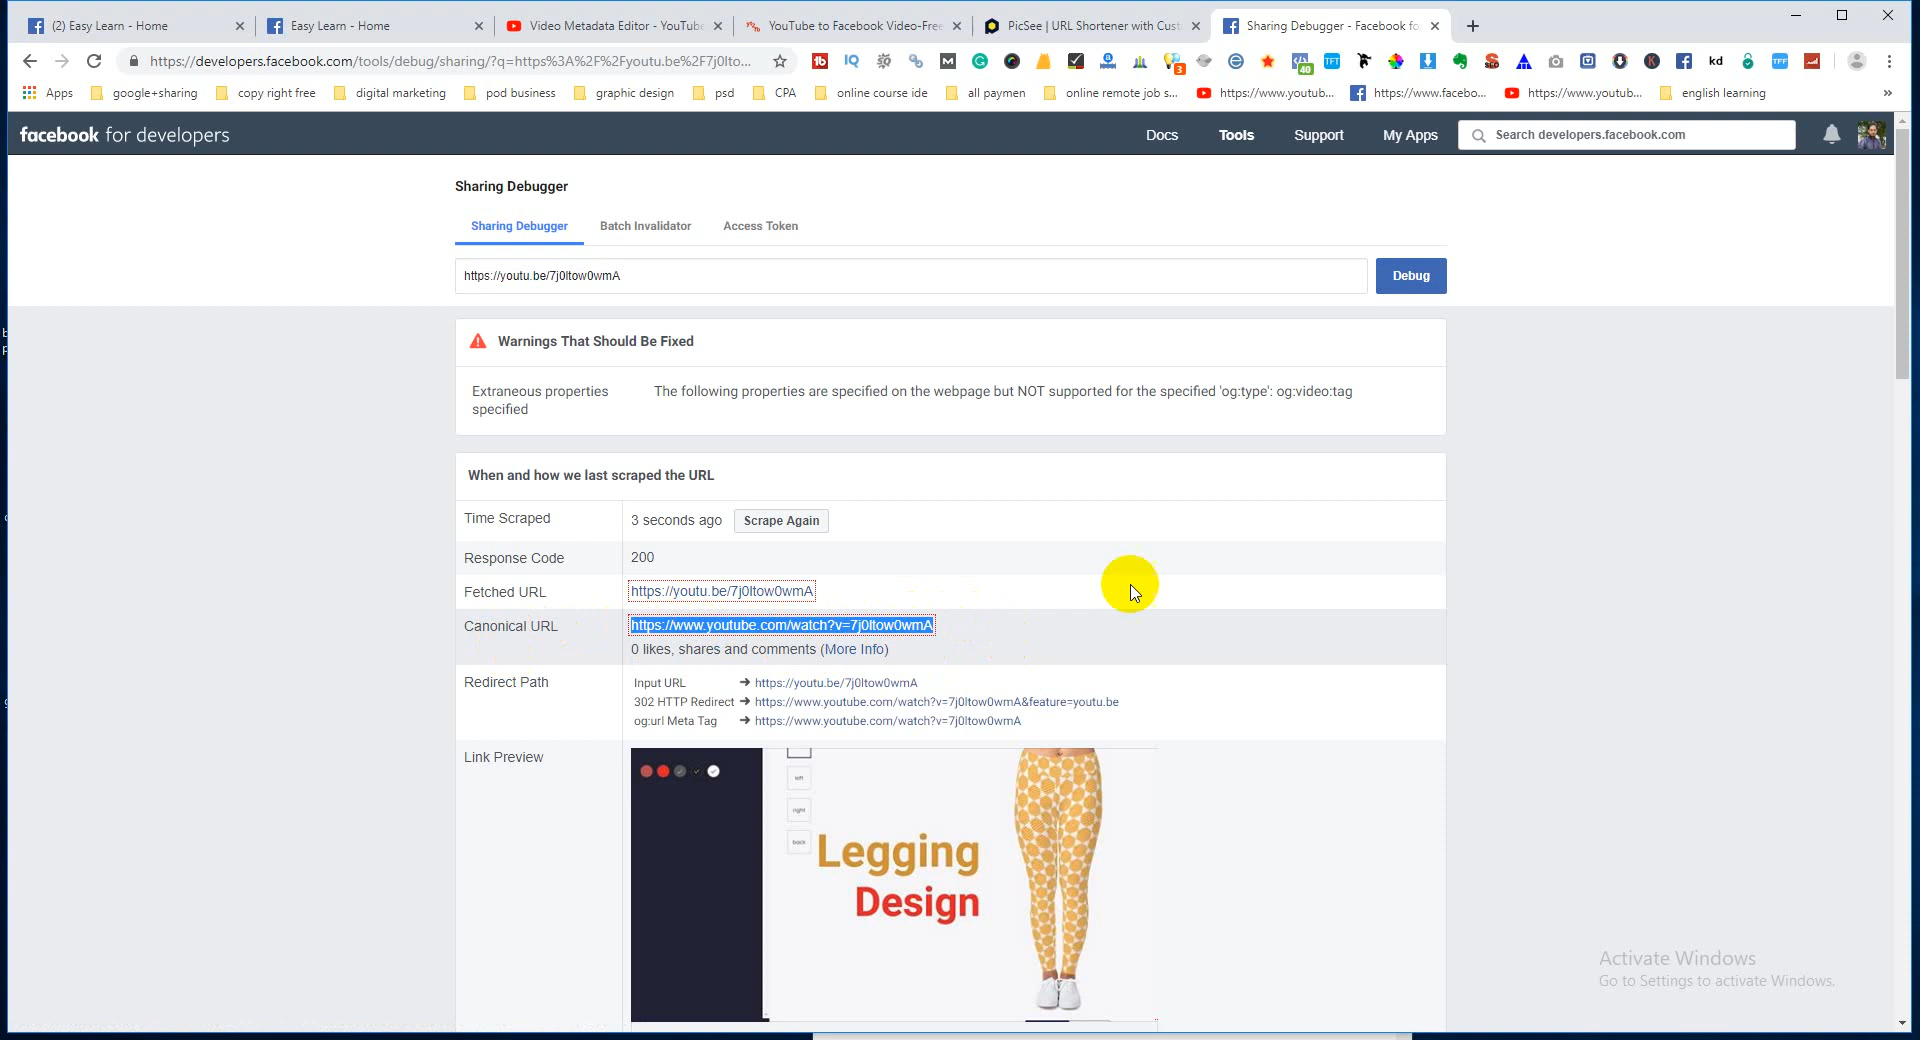 (2) Easy Learn - Home
Easy Learn - Home
Video Metadata Editor - YouTube
YouTube to Facebook Video-Free
PicSee | URL Shortener with Cust
Sharing Debugger - Facebook fo
https://developers.facebook.com/tools/debug/sharing/?q=https%3A%2F%2Fyoutu.be%2F7j0lto...
Apps
google+sharing
copy right free
digital marketing
pod business
graphic design
psd
CPA
online course ide
all paymen
online remote job s...
https://www.youtub...
https://www.facebo...
https://www.youtub...
english learning
»
facebook for developers
Docs
Tools
Support
My Apps
Search developers.facebook.com
Sharing Debugger
Sharing Debugger
Batch Invalidator
Access Token
https://youtu.be/7j0ltow0wmA
Debug
Warnings That Should Be Fixed
Extraneous properties
specified
The following properties are specified on the webpage but NOT supported for the specified 'og:type': og:video:tag
When and how we last scraped the URL
Time Scraped
3 seconds ago
Scrape Again
Response Code
200
Fetched URL
https://youtu.be/7j0ltow0wmA
Canonical URL
https://www.youtube.com/watch?v=7j0ltow0wmA
0 likes, shares and comments (More Info)
Redirect Path
Input URL ➔ https://youtu.be/7j0ltow0wmA
302 HTTP Redirect ➔ https://www.youtube.com/watch?v=7j0ltow0wmA&feature=youtu.be
og:url Meta Tag ➔ https://www.youtube.com/watch?v=7j0ltow0wmA
Link Preview
left
right
back
Legging
Design
Activate Windows
Go to Settings to activate Windows.